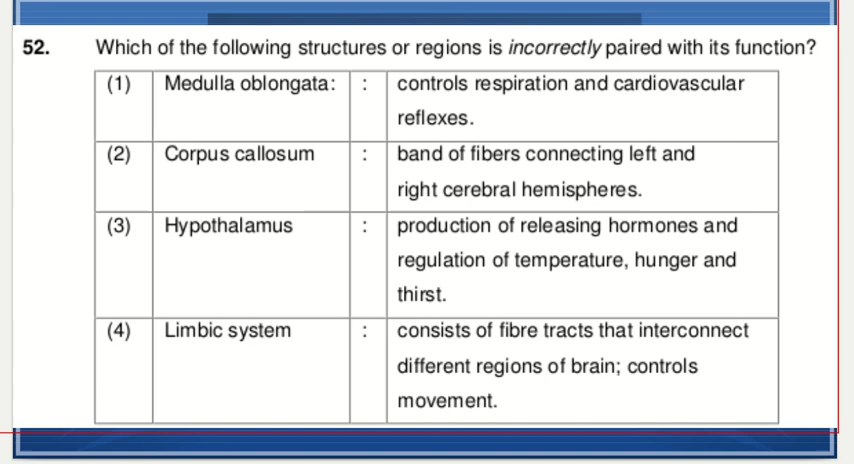 52. Which of the following structures or regions is incorrectly paired with its function?
(1) Medulla oblongata: : controls respiration and cardiovascular
reflexes.
(2) Corpus callosum : band of fibers connecting left and
right cerebral hemispheres.
(3) Hypothalamus : production of releasing hormones and
regulation of temperature, hunger and
thirst.
(4) Limbic system : consists of fibre tracts that interconnect
different regions of brain; controls
movement.